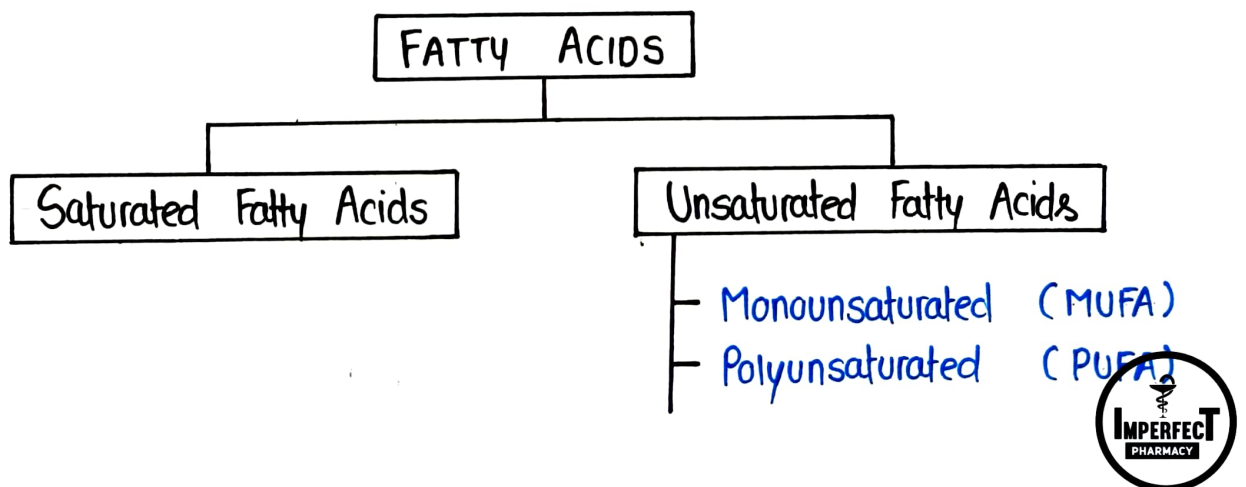 FATTY ACIDS
Saturated Fatty Acids
Unsaturated Fatty Acids
Monounsaturated (MUFA)
Polyunsaturated (PUFA)
IMPERFECT
PHARMACY